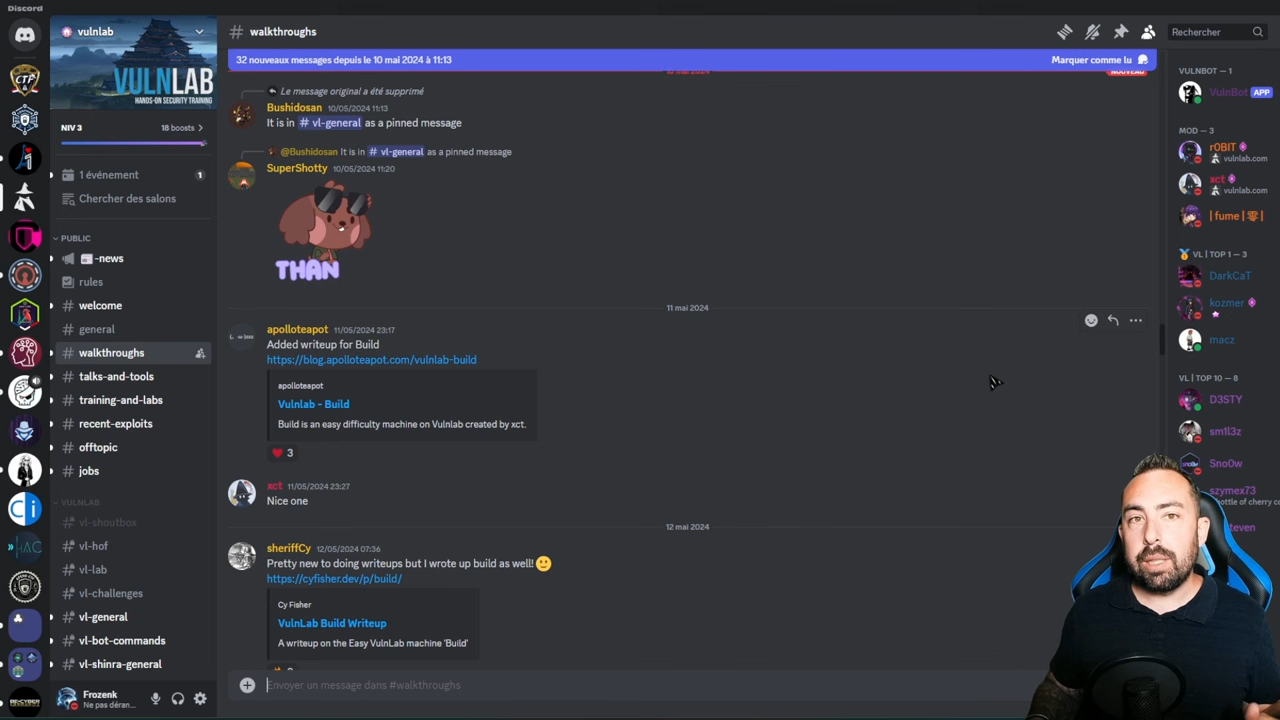 Discord
vulnlab
VULNLAB
HANDS-ON SECURITY TRAINING
NIV 3
18 boosts
1 événement
1
Chercher des salons
PUBLIC
-news
rules
welcome
general
walkthroughs
talks-and-tools
training-and-labs
recent-exploits
offtopic
jobs
VULNLAB
vl-shoutbox
vl-hof
vl-lab
vl-challenges
vl-general
vl-bot-commands
vl-shinra-general
Frozenk
Ne pas déran...
# walkthroughs
Rechercher
32 nouveaux messages depuis le 10 mai 2024 à 11:13
Marquer comme lu
NOUVEAU
Le message original a été supprimé
Bushidosan 10/05/2024 11:13
It is in # vl-general as a pinned message
@Bushidosan It is in # vl-general as a pinned message
SuperShotty 10/05/2024 11:20
THAN
11 mai 2024
apolloteapot 11/05/2024 23:17
Added writeup for Build
https://blog.apolloteapot.com/vulnlab-build
apolloteapot
Vulnlab - Build
Build is an easy difficulty machine on Vulnlab created by xct.
3
xct 11/05/2024 23:27
Nice one
12 mai 2024
sheriffCy 12/05/2024 07:36
Pretty new to doing writeups but I wrote up build as well!
https://cyfisher.dev/p/build/
Cy Fisher
VulnLab Build Writeup
A writeup on the Easy VulnLab machine 'Build'
Envoyer un message dans #walkthroughs
VULNBOT — 1
VulnBot APP
MOD — 3
r0BIT
vulnlab.com
xct
vulnlab.com
| fume | 零 |
VL | TOP 1 — 3
DarkCaT
kozmer
macz
VL | TOP 10 — 8
D3STY
sm1l3z
Sno0w
szymex73
ottle of cherry c
teven